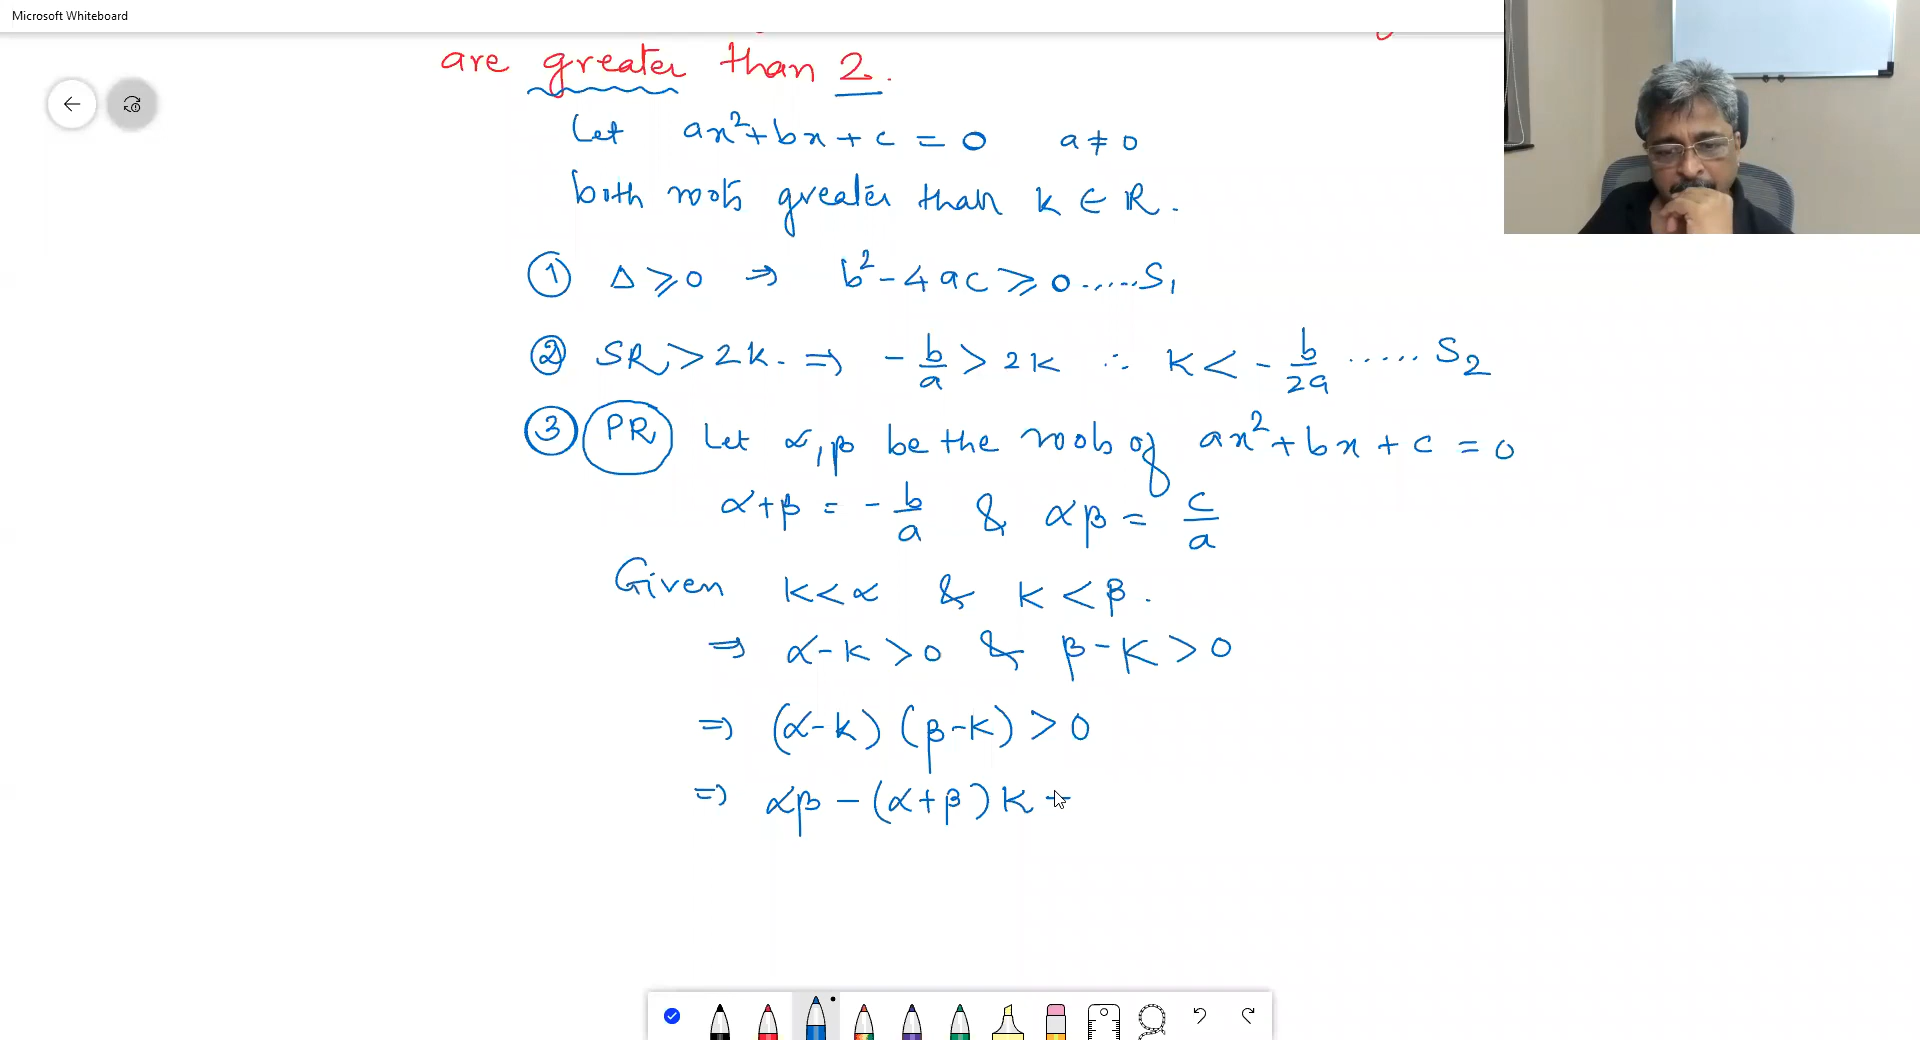 Microsoft Whiteboard
are greater than 2.
Let ax²+bx+c = 0 a≠0
both roots greater than k ∈ R.
① Δ ⩾ 0 ⇒ b²-4ac ⩾ 0 ..... S₁
② SR > 2k. ⇒ -b/a > 2k ∴ k < -b/2a ..... S₂
③ PR Let α, β be the roots of ax²+bx+c = 0
α+β = -b/a & αβ = c/a
Given k<α & k<β.
⇒ α-k > 0 & β-k > 0
⇒ (α-k) (β-k) > 0
⇒ αβ - (α+β) k +